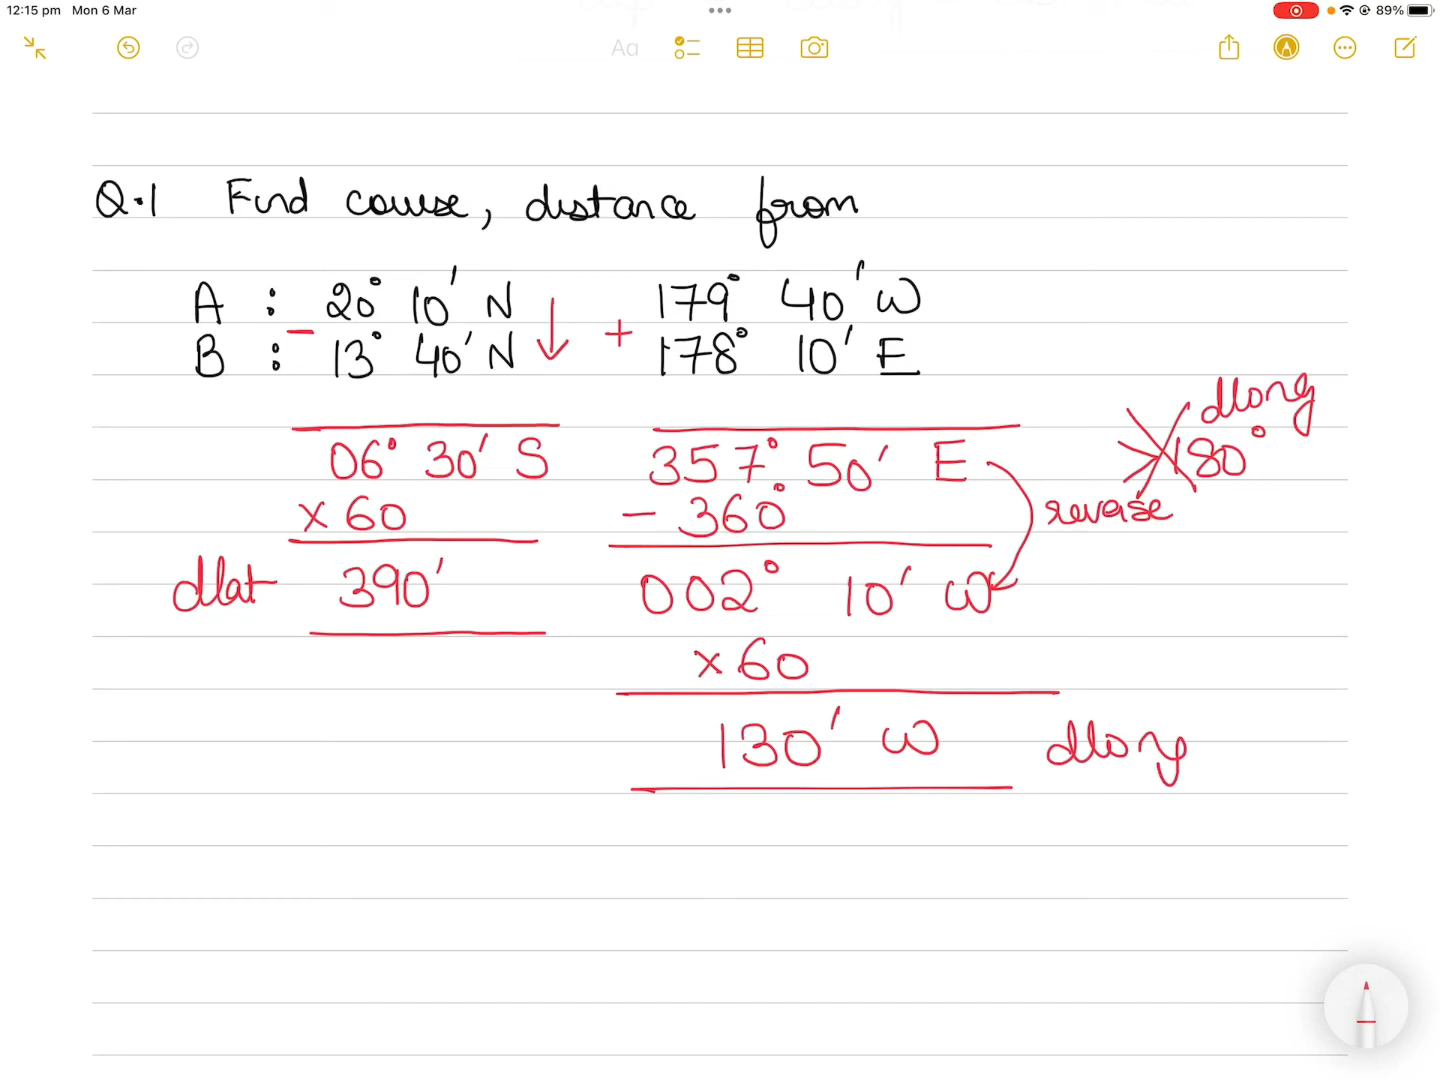 12:15 pm Mon 6 Mar
89%
Aa
Q.1 Find course, distance from
A : 20° 10' N 179° 40' W
- +
B : 13° 40' N 178° 10' E
dlong
06° 30' S 357° 50' E 180°
x 60 - 360° reverse
dlat 390' 002° 10' W
x 60
130' W dlong